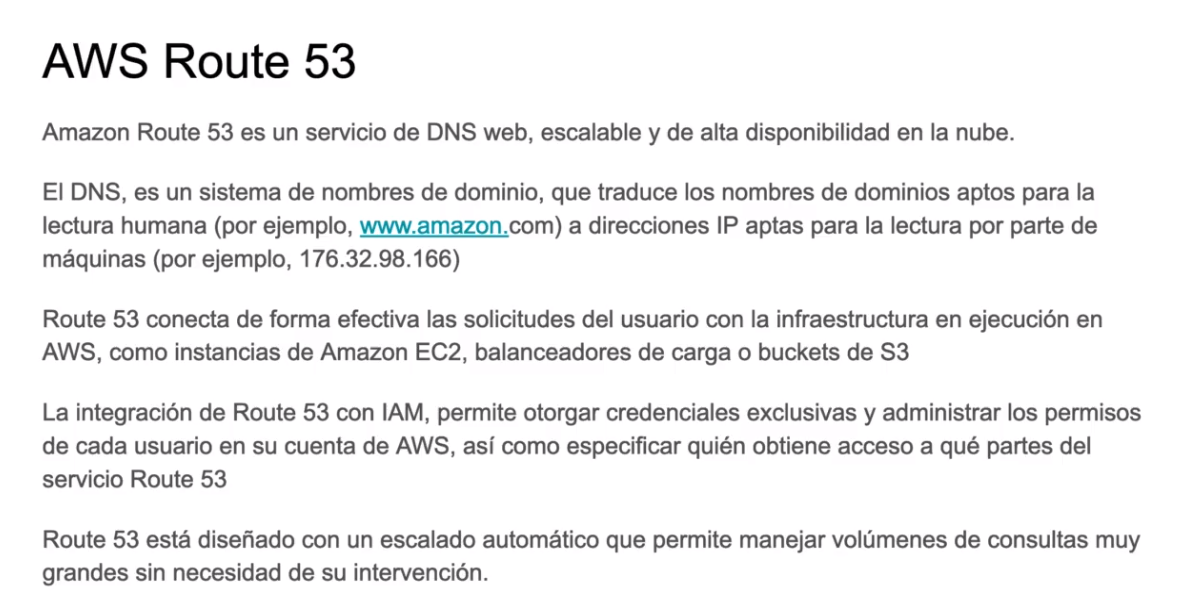 AWS Route 53
Amazon Route 53 es un servicio de DNS web, escalable y de alta disponibilidad en la nube.
El DNS, es un sistema de nombres de dominio, que traduce los nombres de dominios aptos para la
lectura humana (por ejemplo, www.amazon.com) a direcciones IP aptas para la lectura por parte de
máquinas (por ejemplo, 176.32.98.166)
Route 53 conecta de forma efectiva las solicitudes del usuario con la infraestructura en ejecución en
AWS, como instancias de Amazon EC2, balanceadores de carga o buckets de S3
La integración de Route 53 con IAM, permite otorgar credenciales exclusivas y administrar los permisos
de cada usuario en su cuenta de AWS, así como especificar quién obtiene acceso a qué partes del
servicio Route 53
Route 53 está diseñado con un escalado automático que permite manejar volúmenes de consultas muy
grandes sin necesidad de su intervención.